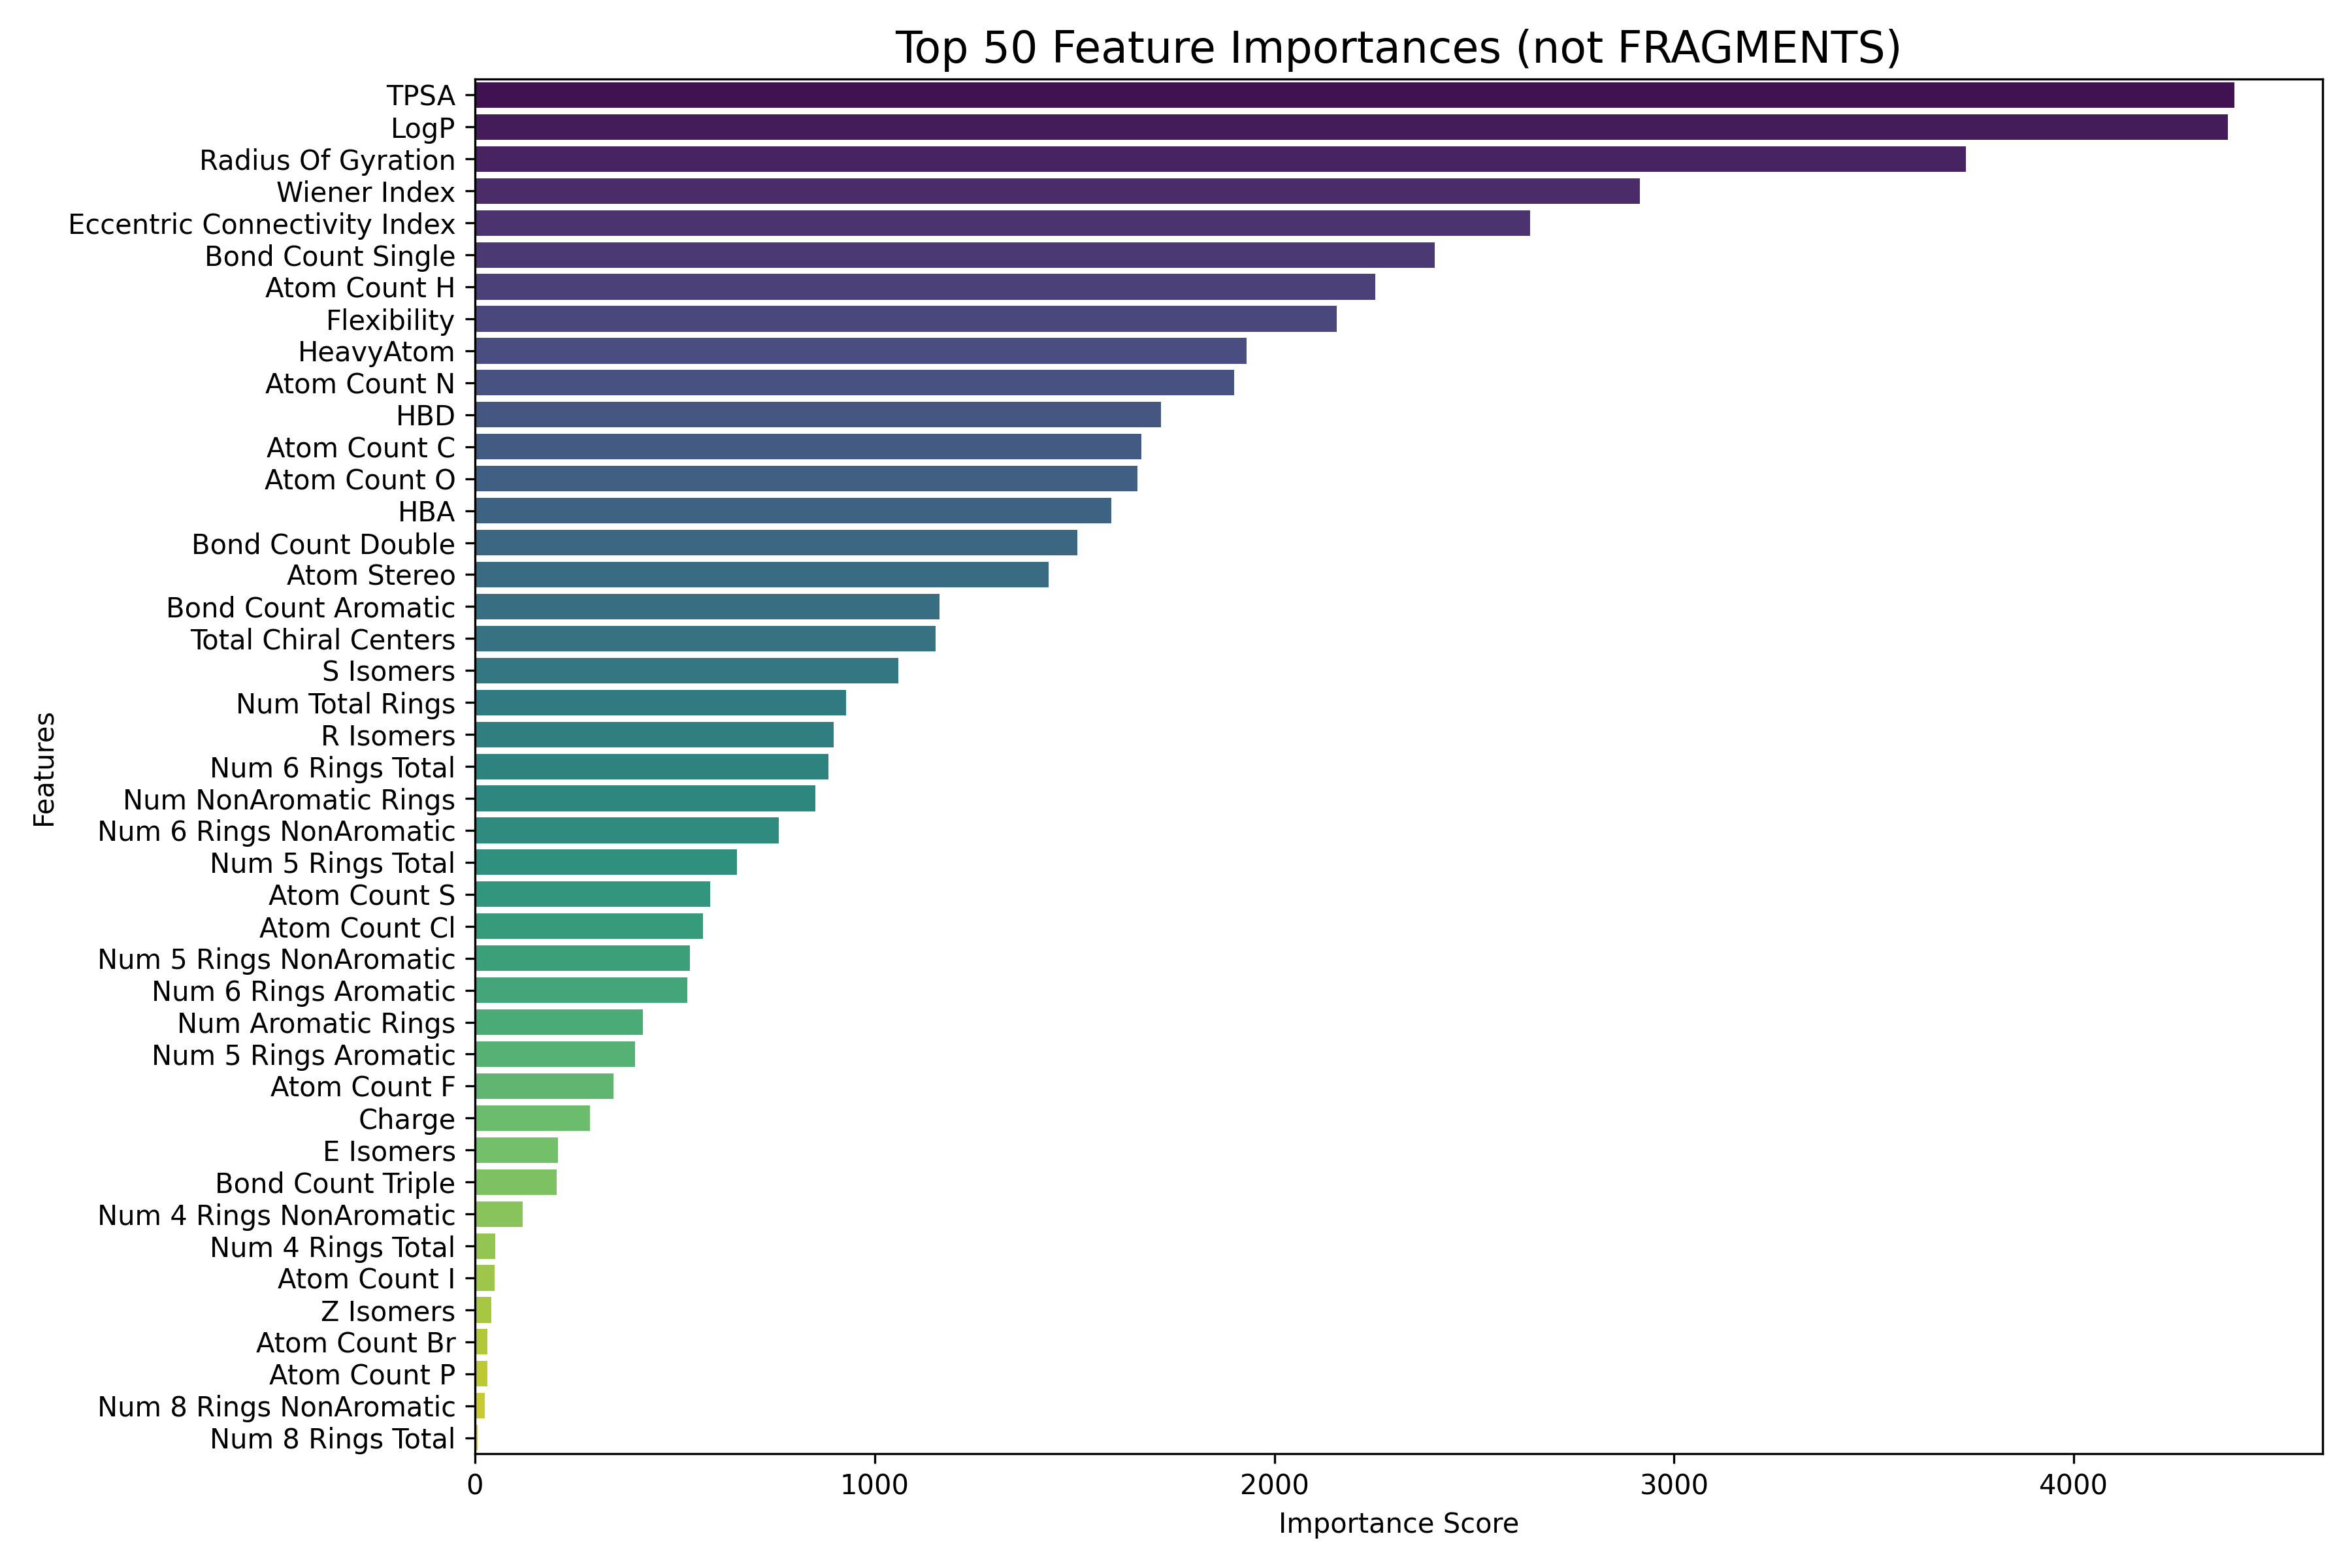 Top 50 Feature Importances (not FRAGMENTS)
TPSA
LogP
Radius Of Gyration
Wiener Index
Eccentric Connectivity Index
Bond Count Single
Atom Count H
Flexibility
HeavyAtom
Atom Count N
HBD
Atom Count C
Atom Count O
HBA
Bond Count Double
Atom Stereo
Bond Count Aromatic
Total Chiral Centers
S Isomers
Num Total Rings
R Isomers
Num 6 Rings Total
Num NonAromatic Rings
Num 6 Rings NonAromatic
Num 5 Rings Total
Atom Count S
Atom Count Cl
Num 5 Rings NonAromatic
Num 6 Rings Aromatic
Num Aromatic Rings
Num 5 Rings Aromatic
Atom Count F
Charge
E Isomers
Bond Count Triple
Num 4 Rings NonAromatic
Num 4 Rings Total
Atom Count I
Z Isomers
Atom Count Br
Atom Count P
Num 8 Rings NonAromatic
Num 8 Rings Total
Features
0 1000 2000 3000 4000
Importance Score